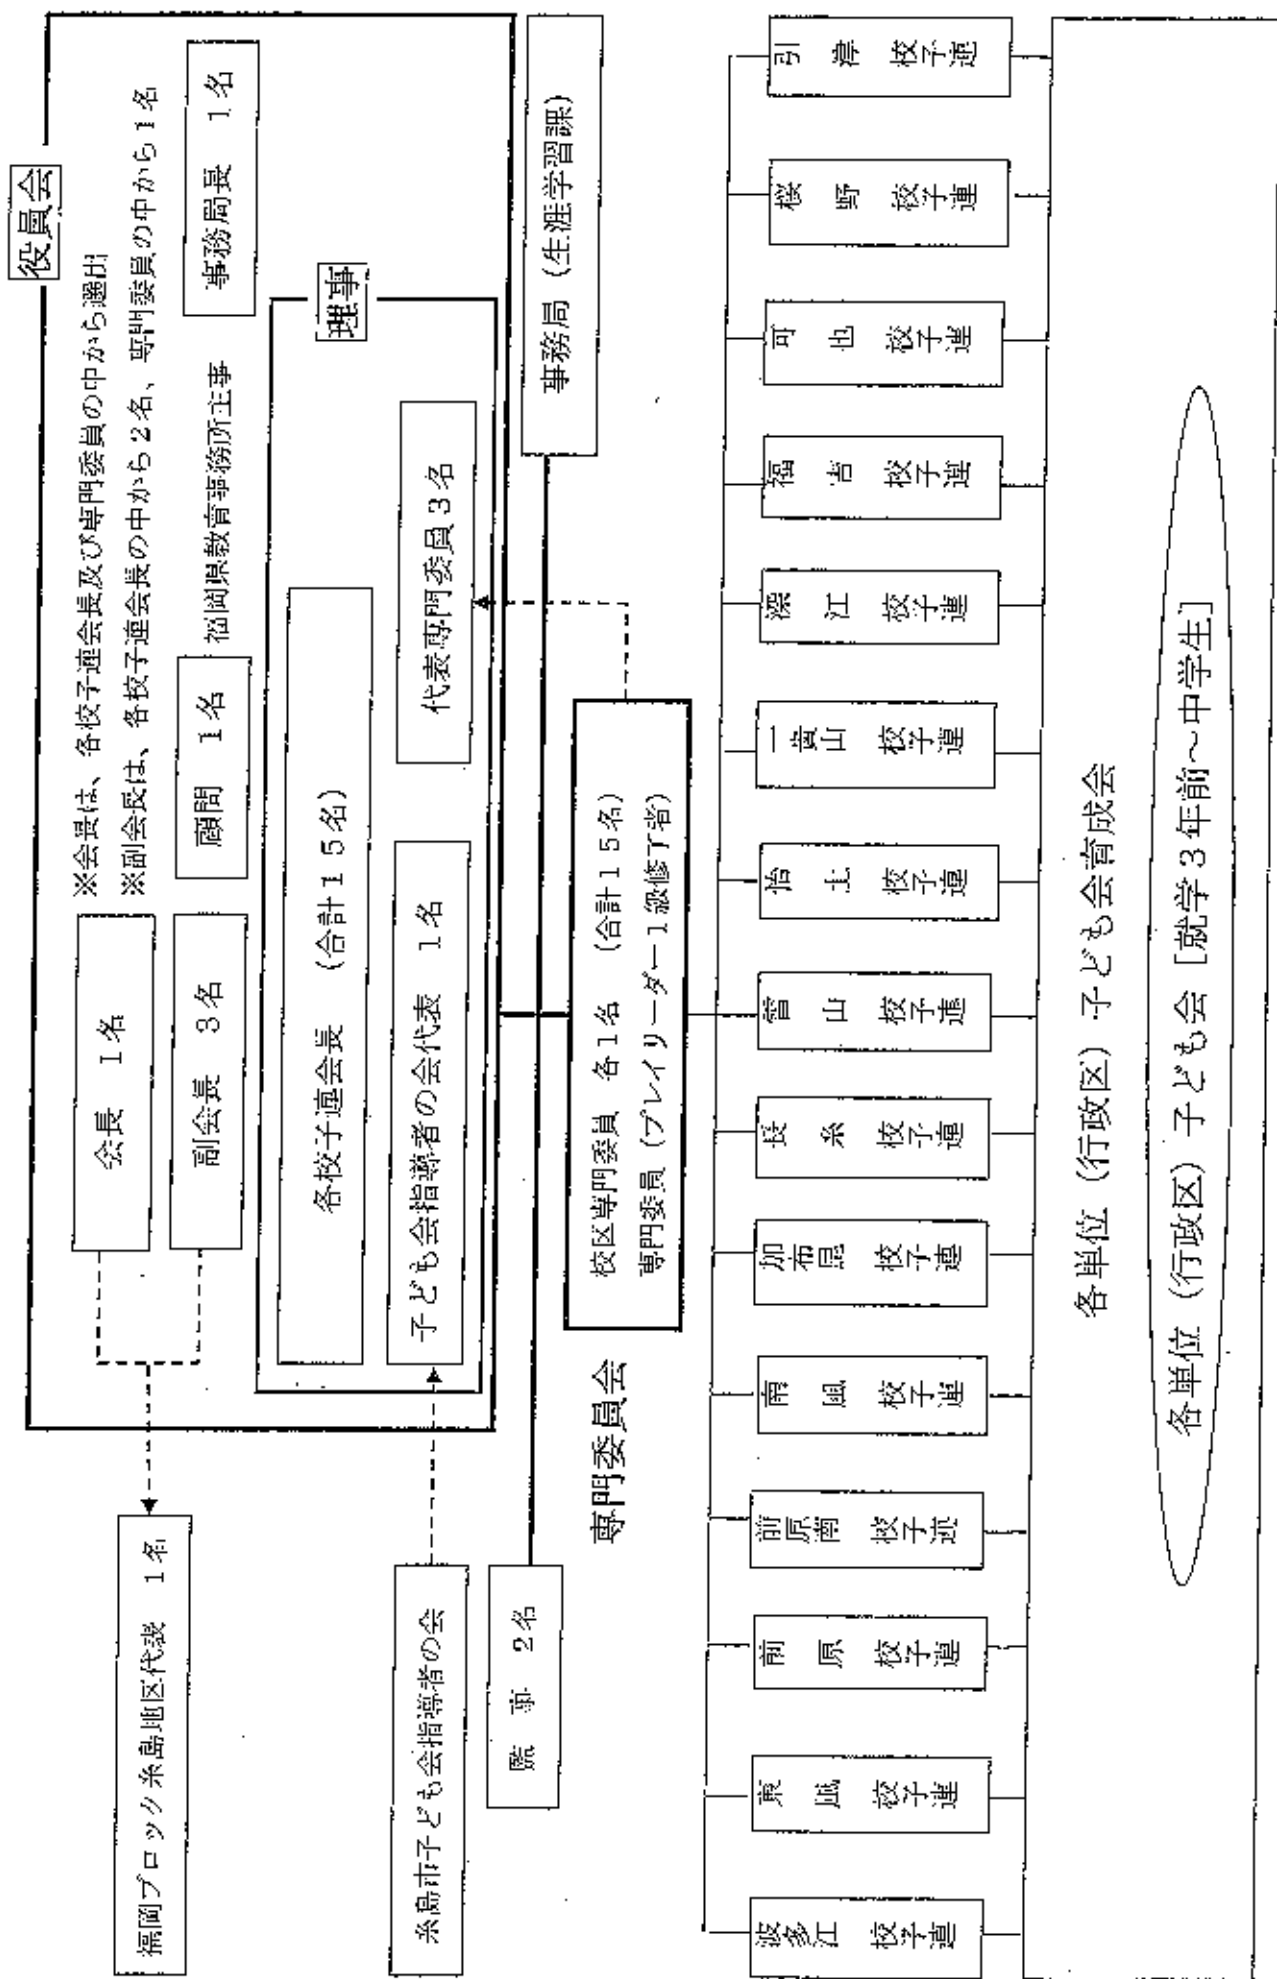 役員会
※会長は、各校子連会長及び専門委員の中から選出
※副会長は、各校子連会長の中から2名、専門委員の中から1名
会長　1名
副会長　3名
顧問　1名
福岡県教育事務所主事
事務局長　1名
福岡ブロック糸島地区代表　1名
理事
各校子連会長　（合計15名）
子ども会指導者の会代表　1名
代表専門委員3名
糸島市子ども会指導者の会
監　事　2名
事務局（生涯学習課）
専門委員会
校区専門委員　各1名　（合計15名）
専門委員（プレイリーダー1級修了者）
波多江　校子連
東　風　校子連
前　原　校子連
前原南　校子連
南　風　校子連
加布里　校子連
長　糸　校子連
雷　山　校子連
怡　土　校子連
一貴山　校子連
深　江　校子連
福　吉　校子連
可　也　校子連
桜　野　校子連
引　津　校子連
各単位（行政区）子ども会育成会
各単位（行政区）子ども会［就学3年前～中学生］